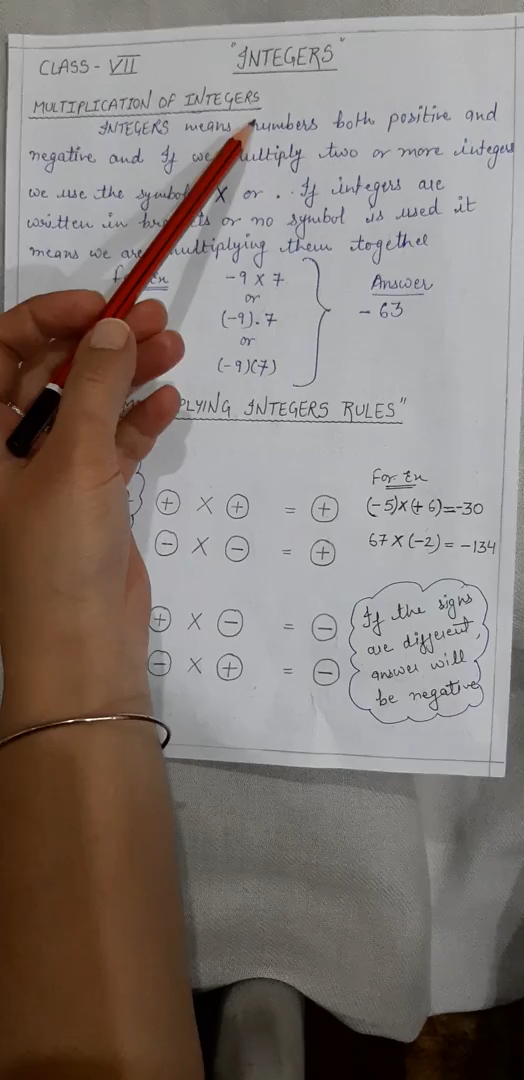 CLASS - VII
"INTEGERS"
MULTIPLICATION OF INTEGERS
INTEGERS means numbers both positive and
negative and If we multiply two or more integers
we use the symbol X or . . If integers are
written in brackets or no symbol is used it
means we are multiplying them together
For Ex
-9 X 7
or
(-9).7
or
(-9)(7)
Answer
- 63
PLYING INTEGERS RULES"
For Ex
+ X + = + (-5)x(+6)=-30
- X - = + 67 x (-2) = -134
+ X - = -
- X + = -
If the signs
are different,
answer will
be negative